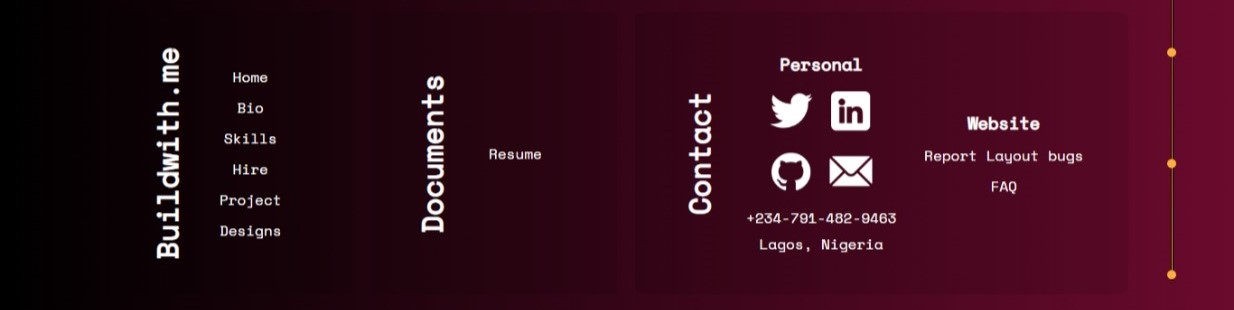 Buildwith.me
Home
Bio
Skills
Hire
Project
Designs
Documents
Resume
Contact
Personal
in
+234-791-482-9463
Lagos, Nigeria
Website
Report Layout bugs
FAQ